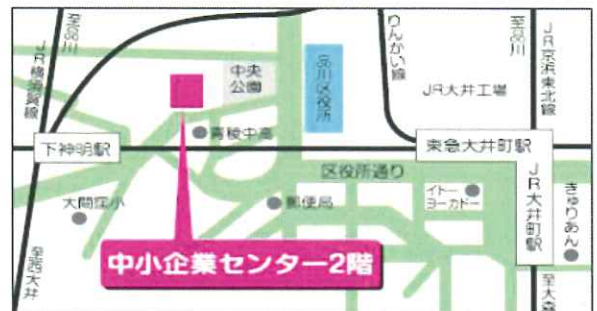 至品川
JR横須賀線
中央
公園
品川区役所
りんかい線
至品川
JR京浜東北線
JR大井工場
青稜中高
下神明駅
東急大井町駅
区役所通り
大間窪小
郵便局
イトー
ヨーカドー
JR大井町駅
きゅりあん
中小企業センター2階
至西大井
至大森